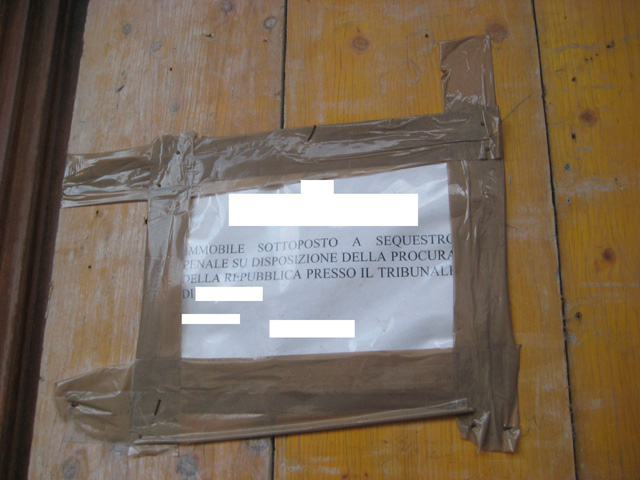 IMMOBILE SOTTOPOSTO A SEQUESTRO
PENALE SU DISPOSIZIONE DELLA PROCURA
DELLA REPUBBLICA PRESSO IL TRIBUNALE
DI